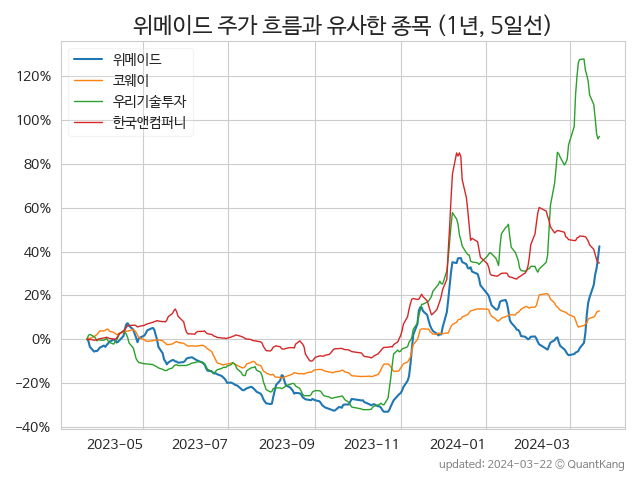 위메이드 주가 흐름과 유사한 종목 (1년, 5일선)
위메이드
코웨이
우리기술투자
한국앤컴퍼니
120%
100%
80%
60%
40%
20%
0%
−20%
−40%
2023−05 2023−07 2023−09 2023−11 2024−01 2024−03
updated: 2024−03−22 © QuantKang